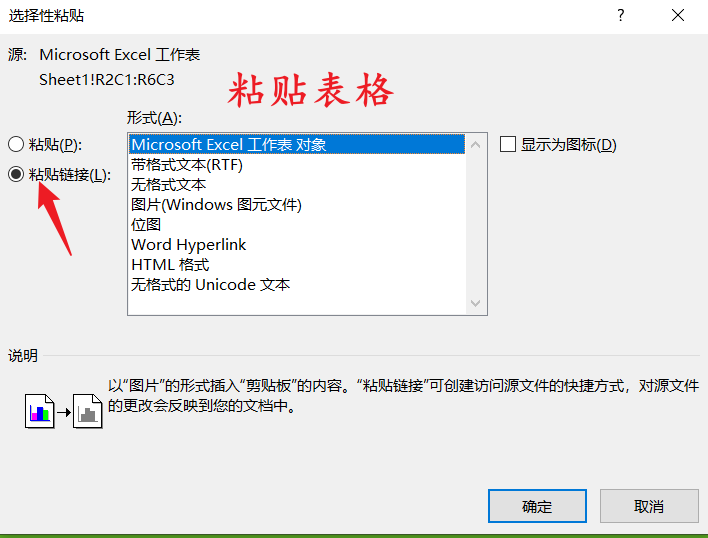 选择性粘贴
?
源: Microsoft Excel 工作表
Sheet1!R2C1:R6C3
粘贴表格
形式(A):
粘贴(P):
粘贴链接(L):
Microsoft Excel 工作表 对象
带格式文本(RTF)
无格式文本
图片(Windows 图元文件)
位图
Word Hyperlink
HTML 格式
无格式的 Unicode 文本
显示为图标(D)
说明
以“图片”的形式插入“剪贴板”的内容。“粘贴链接”可创建访问源文件的快捷方式，对源文件
的更改会反映到您的文档中。
确定
取消